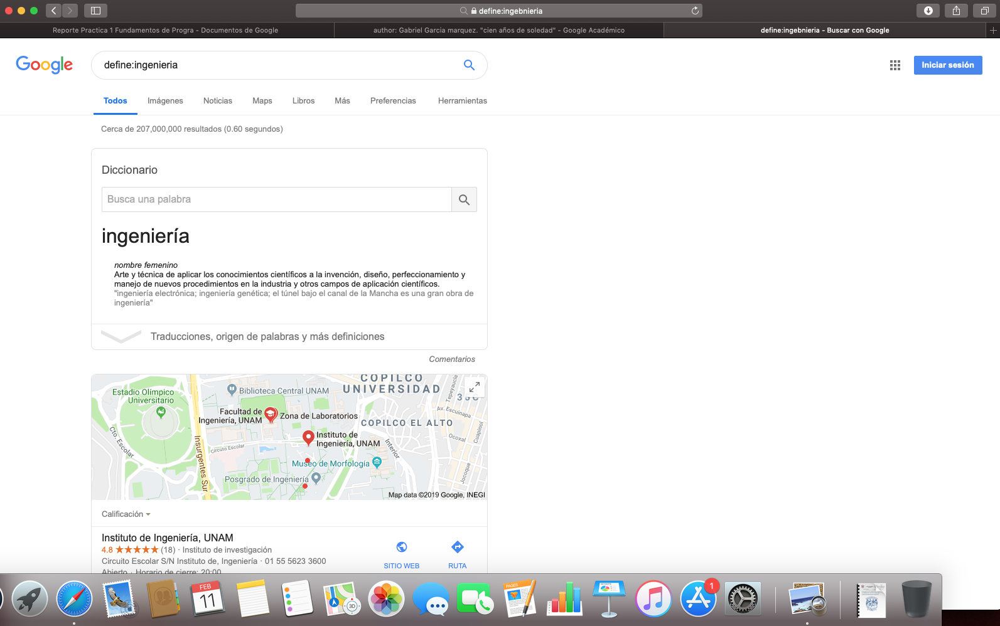 define:ingebnieria
Reporte Practica 1 Fundamentos de Progra - Documentos de Google
author: Gabriel Garcia marquez. "cien años de soledad" - Google Académico
define:ingebnieria - Buscar con Google
Google
define:ingenieria
Iniciar sesión
Todos
Imágenes
Noticias
Maps
Libros
Más
Preferencias
Herramientas
Cerca de 207,000,000 resultados (0.60 segundos)
Diccionario
Busca una palabra
ingeniería
nombre femenino
Arte y técnica de aplicar los conocimientos científicos a la invención, diseño, perfeccionamiento y
manejo de nuevos procedimientos en la industria y otros campos de aplicación científicos.
"ingeniería electrónica; ingeniería genética; el túnel bajo el canal de la Mancha es una gran obra de
ingeniería"
Traducciones, origen de palabras y más definiciones
Comentarios
COPILCO
UNIVERSIDAD
Estadio Olímpico
Universitario
Biblioteca Central UNAM
Tepeyaucle
Facultad de
Ingeniería, UNAM
Zona de Laboratorios
Av. Escuinapa
COPILCO EL ALTO
Cto. Escolar
Insurgentes Sur
Circuito Escolar
Instituto de
Ingeniería, UNAM
Interior
Ocoxal
Cuapinol
Museo de Morfología
Jocoque
Posgrado de Ingeniería
Map data ©2019 Google, INEGI
Calificación
Instituto de Ingeniería, UNAM
4.8 ★★★★★ (18) · Instituto de investigación
Circuito Escolar S/N Instituto de, Ingeniería · 01 55 5623 3600
Abierto · Horario de cierre: 20:00
SITIO WEB
RUTA
FEB
11
3D
PAGES
1